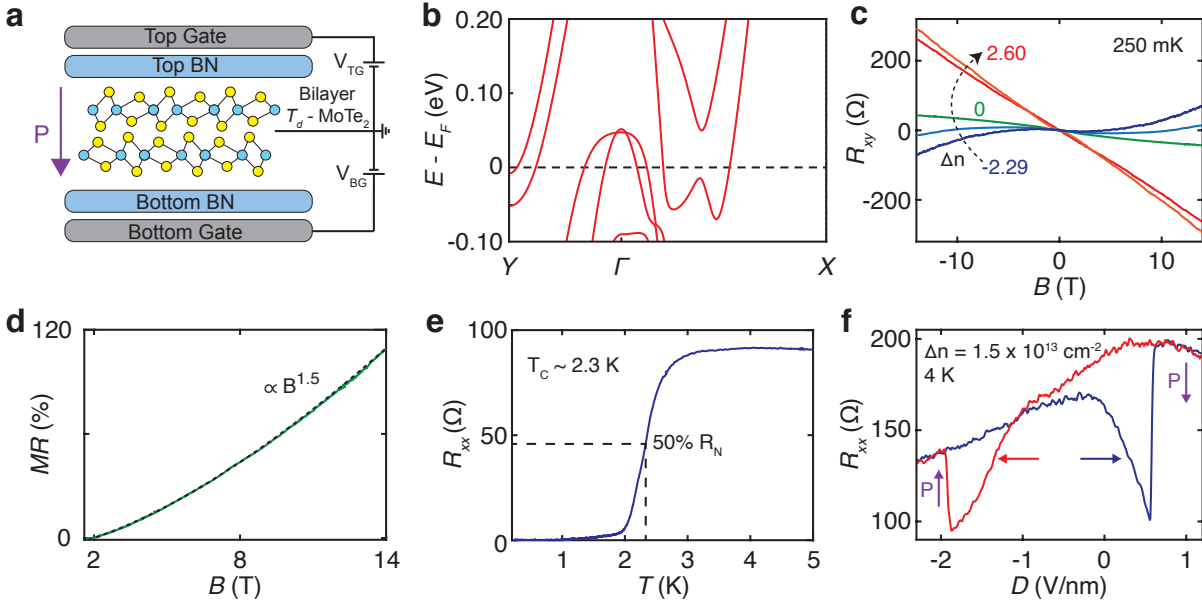 a
Top Gate
Top BN
V_TG
P
Bilayer
T_d - MoTe_2
V_BG
Bottom BN
Bottom Gate
b
E - E_F (eV)
0.20
0.10
0
-0.10
Y
Γ
X
c
R_xy (Ω)
200
0
-200
250 mK
2.60
0
Δn
-2.29
-10
0
10
B (T)
d
MR (%)
120
0
∝ B^1.5
2
8
14
B (T)
e
R_xx (Ω)
100
50
0
T_C ~ 2.3 K
50% R_N
1
2
3
4
5
T (K)
f
R_xx (Ω)
200
150
100
Δn = 1.5 x 10^13 cm^-2
4 K
P
P
-2
-1
0
1
D (V/nm)